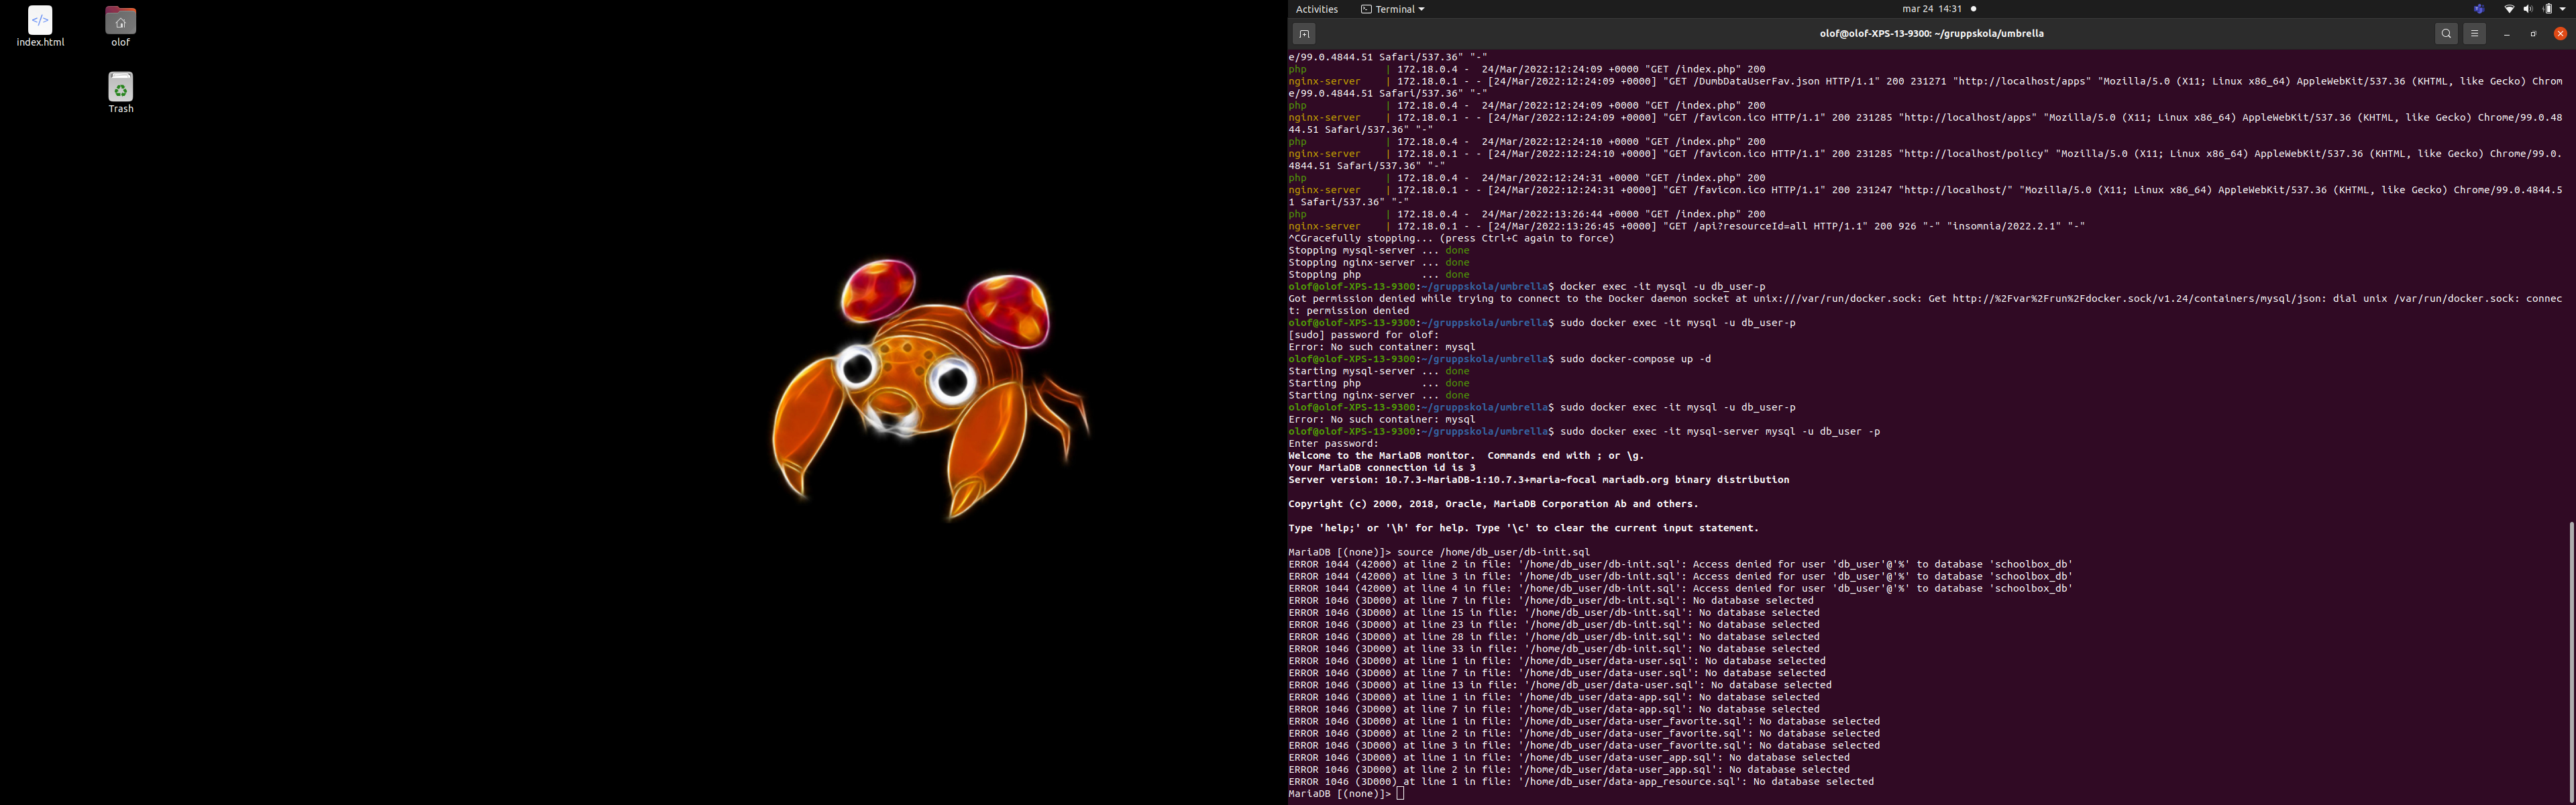 index.html
olof
Trash
Activities
Terminal
mar 24 14:31
olof@olof-XPS-13-9300: ~/gruppskola/umbrella
e/99.0.4844.51 Safari/537.36" "-"
php | 172.18.0.4 - 24/Mar/2022:12:24:09 +0000 "GET /index.php" 200
nginx-server | 172.18.0.1 - - [24/Mar/2022:12:24:09 +0000] "GET /DumbDataUserFav.json HTTP/1.1" 200 231271 "http://localhost/apps" "Mozilla/5.0 (X11; Linux x86_64) AppleWebKit/537.36 (KHTML, like Gecko) Chrom
e/99.0.4844.51 Safari/537.36" "-"
php | 172.18.0.4 - 24/Mar/2022:12:24:09 +0000 "GET /index.php" 200
nginx-server | 172.18.0.1 - - [24/Mar/2022:12:24:09 +0000] "GET /favicon.ico HTTP/1.1" 200 231285 "http://localhost/apps" "Mozilla/5.0 (X11; Linux x86_64) AppleWebKit/537.36 (KHTML, like Gecko) Chrome/99.0.48
44.51 Safari/537.36" "-"
php | 172.18.0.4 - 24/Mar/2022:12:24:10 +0000 "GET /index.php" 200
nginx-server | 172.18.0.1 - - [24/Mar/2022:12:24:10 +0000] "GET /favicon.ico HTTP/1.1" 200 231285 "http://localhost/policy" "Mozilla/5.0 (X11; Linux x86_64) AppleWebKit/537.36 (KHTML, like Gecko) Chrome/99.0.
4844.51 Safari/537.36" "-"
php | 172.18.0.4 - 24/Mar/2022:12:24:31 +0000 "GET /index.php" 200
nginx-server | 172.18.0.1 - - [24/Mar/2022:12:24:31 +0000] "GET /favicon.ico HTTP/1.1" 200 231247 "http://localhost/" "Mozilla/5.0 (X11; Linux x86_64) AppleWebKit/537.36 (KHTML, like Gecko) Chrome/99.0.4844.5
1 Safari/537.36" "-"
php | 172.18.0.4 - 24/Mar/2022:13:26:44 +0000 "GET /index.php" 200
nginx-server | 172.18.0.1 - - [24/Mar/2022:13:26:45 +0000] "GET /api?resourceId=all HTTP/1.1" 200 926 "-" "insomnia/2022.2.1" "-"
^CGracefully stopping... (press Ctrl+C again to force)
Stopping mysql-server ... done
Stopping nginx-server ... done
Stopping php ... done
olof@olof-XPS-13-9300:~/gruppskola/umbrella$ docker exec -it mysql -u db_user-p
Got permission denied while trying to connect to the Docker daemon socket at unix:///var/run/docker.sock: Get http://%2Fvar%2Frun%2Fdocker.sock/v1.24/containers/mysql/json: dial unix /var/run/docker.sock: connec
t: permission denied
olof@olof-XPS-13-9300:~/gruppskola/umbrella$ sudo docker exec -it mysql -u db_user-p
[sudo] password for olof:
Error: No such container: mysql
olof@olof-XPS-13-9300:~/gruppskola/umbrella$ sudo docker-compose up -d
Starting mysql-server ... done
Starting php ... done
Starting nginx-server ... done
olof@olof-XPS-13-9300:~/gruppskola/umbrella$ sudo docker exec -it mysql -u db_user-p
Error: No such container: mysql
olof@olof-XPS-13-9300:~/gruppskola/umbrella$ sudo docker exec -it mysql-server mysql -u db_user -p
Enter password:
Welcome to the MariaDB monitor. Commands end with ; or \g.
Your MariaDB connection id is 3
Server version: 10.7.3-MariaDB-1:10.7.3+maria~focal mariadb.org binary distribution
Copyright (c) 2000, 2018, Oracle, MariaDB Corporation Ab and others.
Type 'help;' or '\h' for help. Type '\c' to clear the current input statement.
MariaDB [(none)]> source /home/db_user/db-init.sql
ERROR 1044 (42000) at line 2 in file: '/home/db_user/db-init.sql': Access denied for user 'db_user'@'%' to database 'schoolbox_db'
ERROR 1044 (42000) at line 3 in file: '/home/db_user/db-init.sql': Access denied for user 'db_user'@'%' to database 'schoolbox_db'
ERROR 1044 (42000) at line 4 in file: '/home/db_user/db-init.sql': Access denied for user 'db_user'@'%' to database 'schoolbox_db'
ERROR 1046 (3D000) at line 7 in file: '/home/db_user/db-init.sql': No database selected
ERROR 1046 (3D000) at line 15 in file: '/home/db_user/db-init.sql': No database selected
ERROR 1046 (3D000) at line 23 in file: '/home/db_user/db-init.sql': No database selected
ERROR 1046 (3D000) at line 28 in file: '/home/db_user/db-init.sql': No database selected
ERROR 1046 (3D000) at line 33 in file: '/home/db_user/db-init.sql': No database selected
ERROR 1046 (3D000) at line 1 in file: '/home/db_user/data-user.sql': No database selected
ERROR 1046 (3D000) at line 7 in file: '/home/db_user/data-user.sql': No database selected
ERROR 1046 (3D000) at line 13 in file: '/home/db_user/data-user.sql': No database selected
ERROR 1046 (3D000) at line 1 in file: '/home/db_user/data-app.sql': No database selected
ERROR 1046 (3D000) at line 7 in file: '/home/db_user/data-app.sql': No database selected
ERROR 1046 (3D000) at line 1 in file: '/home/db_user/data-user_favorite.sql': No database selected
ERROR 1046 (3D000) at line 2 in file: '/home/db_user/data-user_favorite.sql': No database selected
ERROR 1046 (3D000) at line 3 in file: '/home/db_user/data-user_favorite.sql': No database selected
ERROR 1046 (3D000) at line 1 in file: '/home/db_user/data-user_app.sql': No database selected
ERROR 1046 (3D000) at line 2 in file: '/home/db_user/data-user_app.sql': No database selected
ERROR 1046 (3D000) at line 1 in file: '/home/db_user/data-app_resource.sql': No database selected
MariaDB [(none)]>